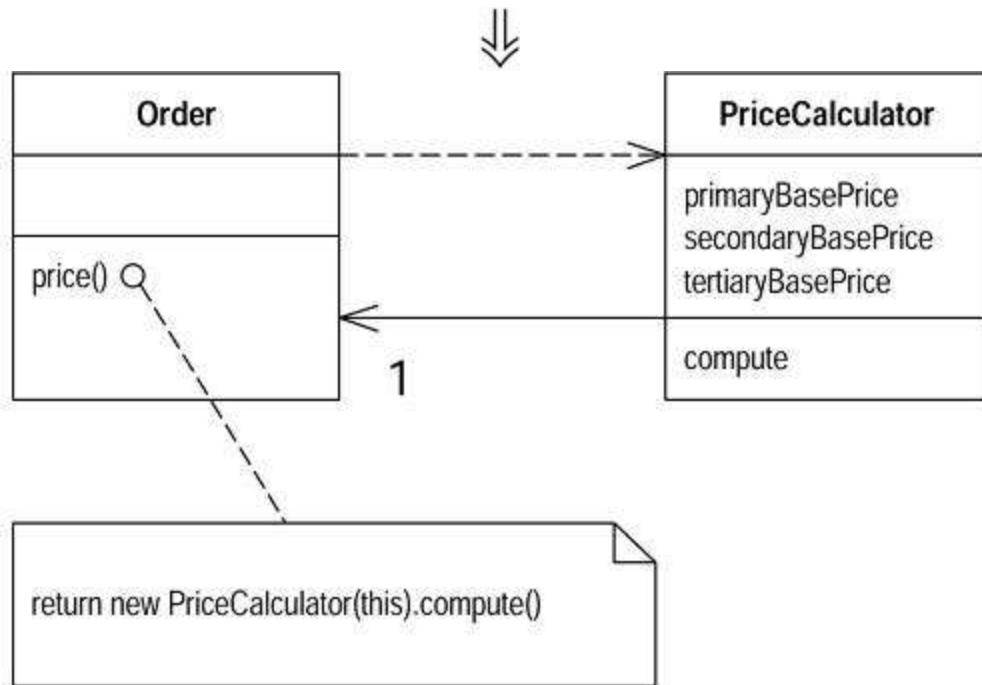 Order
PriceCalculator
primaryBasePrice
secondaryBasePrice
tertiaryBasePrice
price()
1
compute
return new PriceCalculator(this).compute()